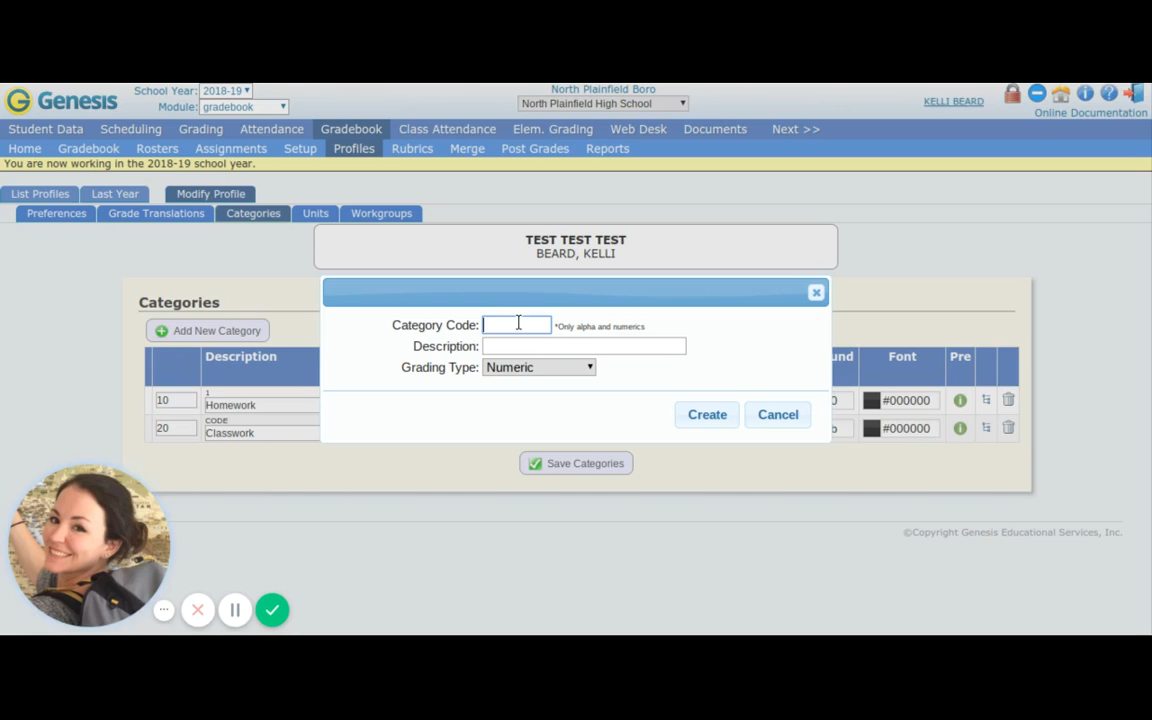 Genesis
School Year: 2018-19
Module: gradebook
North Plainfield Boro
North Plainfield High School
KELLI BEARD
Online Documentation
Student Data Scheduling Grading Attendance Gradebook Class Attendance Elem. Grading Web Desk Documents Next >>
Home Gradebook Rosters Assignments Setup Profiles Rubrics Merge Post Grades Reports
You are now working in the 2018-19 school year.
List Profiles Last Year Modify Profile
Preferences Grade Translations Categories Units Workgroups
TEST TEST TEST
BEARD, KELLI
Categories
Add New Category
Category Code: *Only alpha and numerics
Description:
Grading Type: Numeric
Create Cancel
Description und Font Pre
1
10 Homework 0 #000000
CODE
20 Classwork b #000000
Save Categories
©Copyright Genesis Educational Services, Inc.